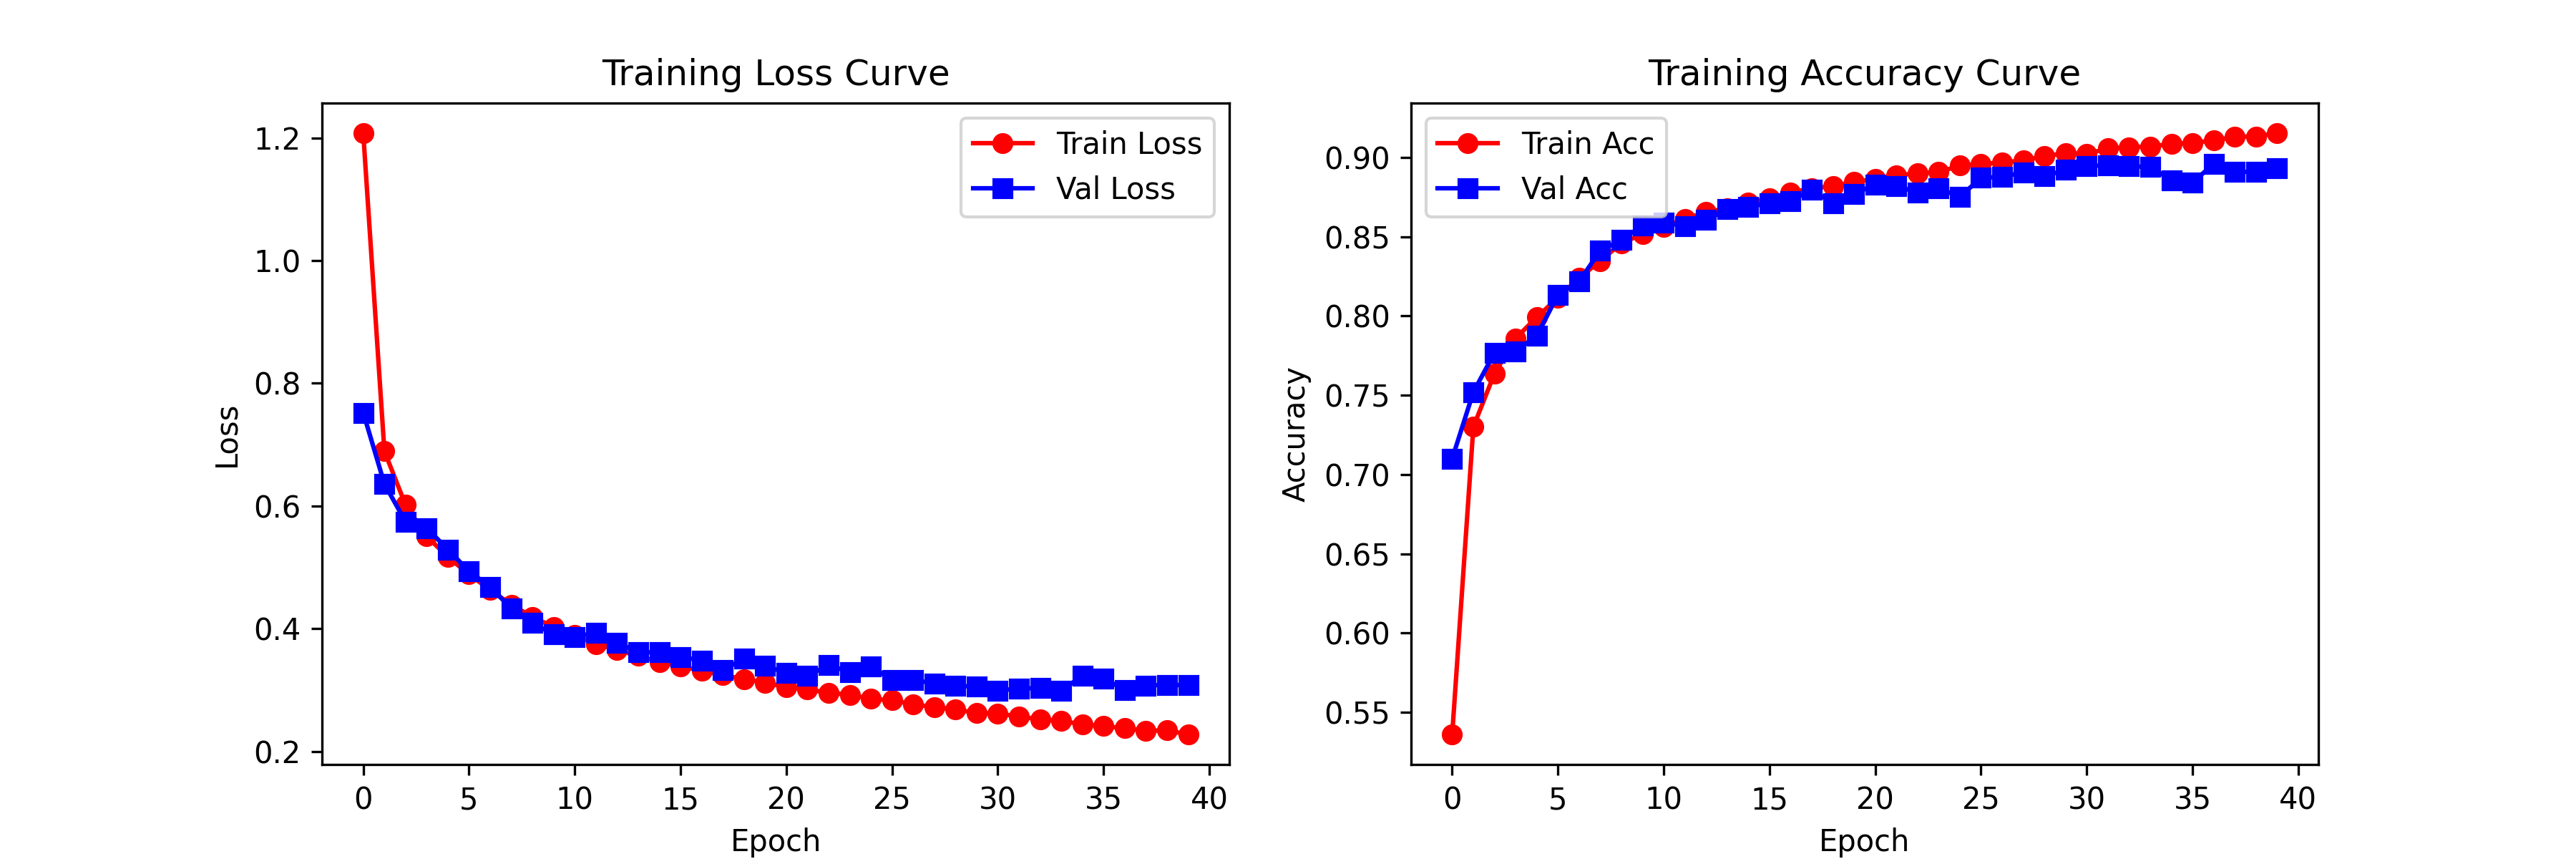 Training Loss Curve
Train Loss
Val Loss
1.2
1.0
0.8
0.6
0.4
0.2
Loss
0 5 10 15 20 25 30 35 40
Epoch
Training Accuracy Curve
Train Acc
Val Acc
0.90
0.85
0.80
0.75
0.70
0.65
0.60
0.55
Accuracy
0 5 10 15 20 25 30 35 40
Epoch